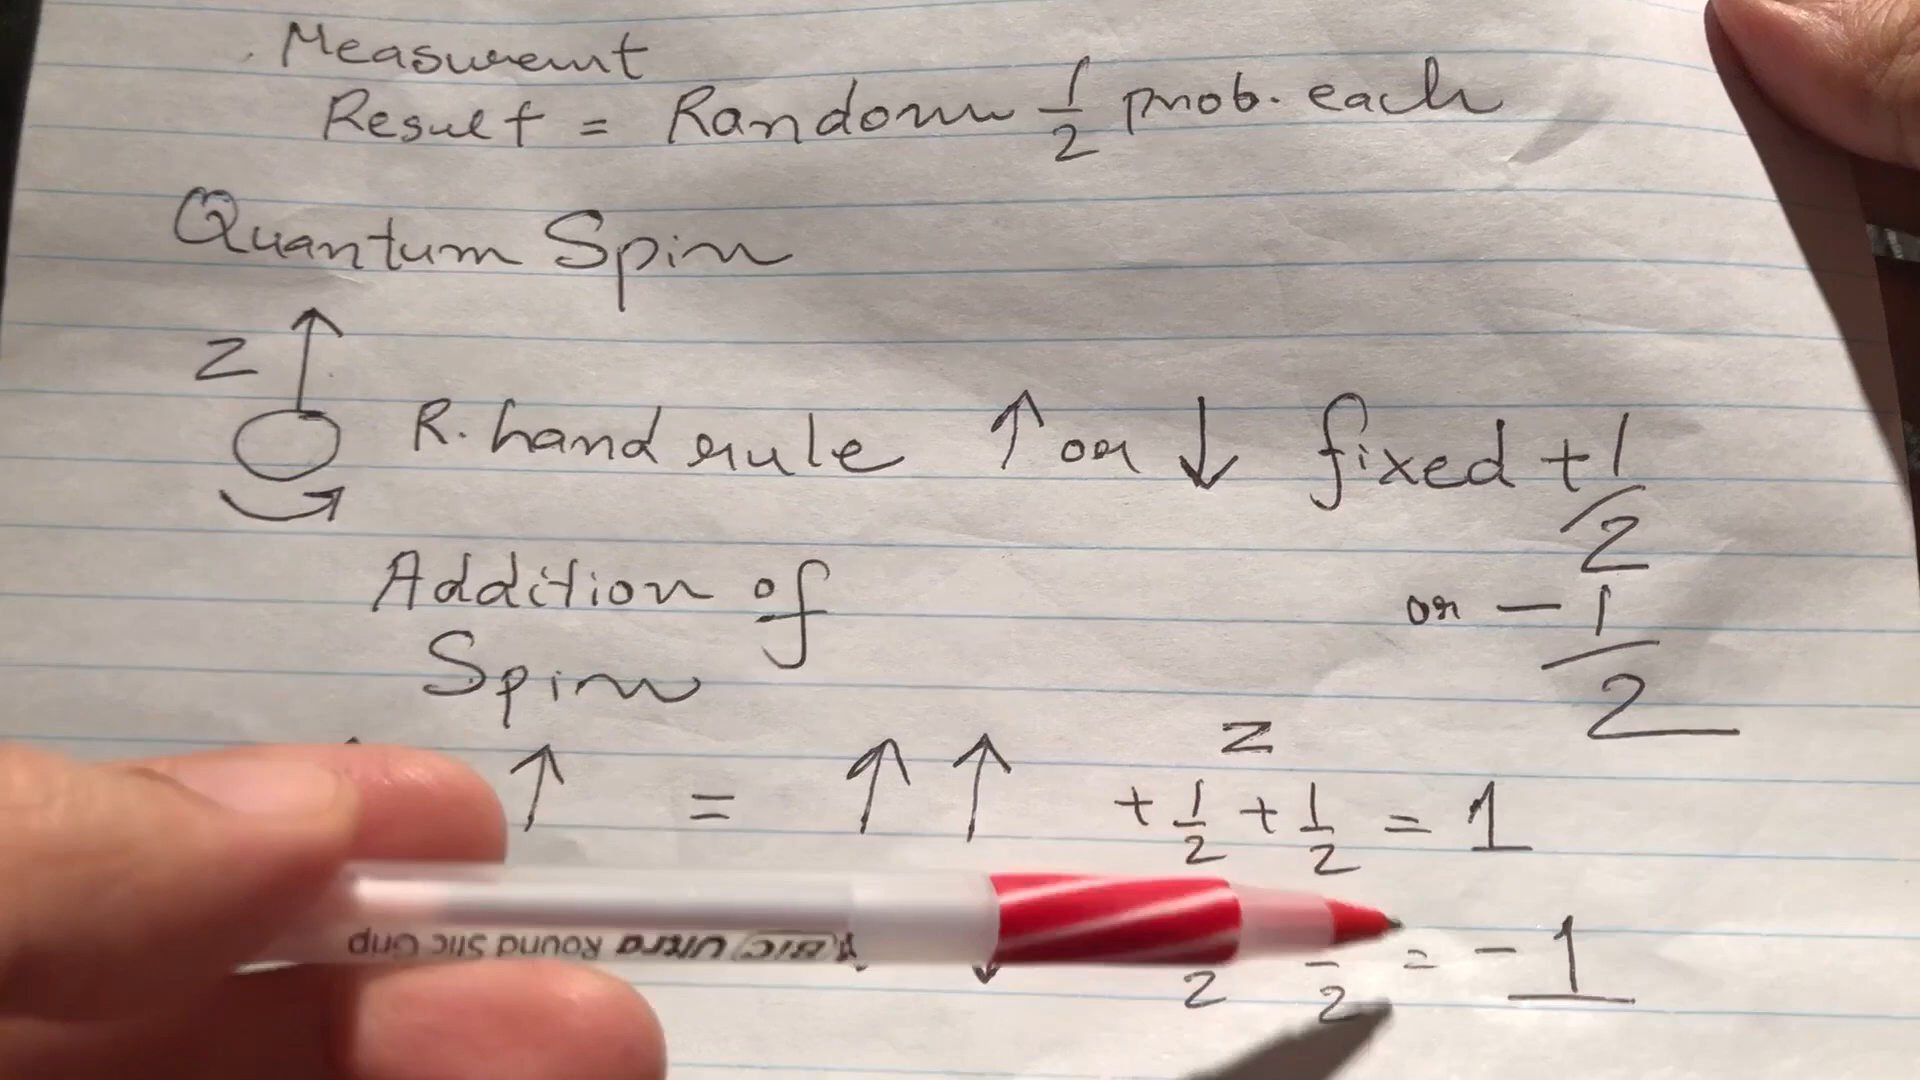 Measuremt
Result = Random 1/2 prob. each
Quantum Spin
Z
R. hand rule ↑ or ↓ fixed + 1/2
or - 1/2
Addition of
Spin
Z
↑ = ↑ ↑ + 1/2 + 1/2 = 1
2 2 = - 1
BIC Ultra Round Stic Grip